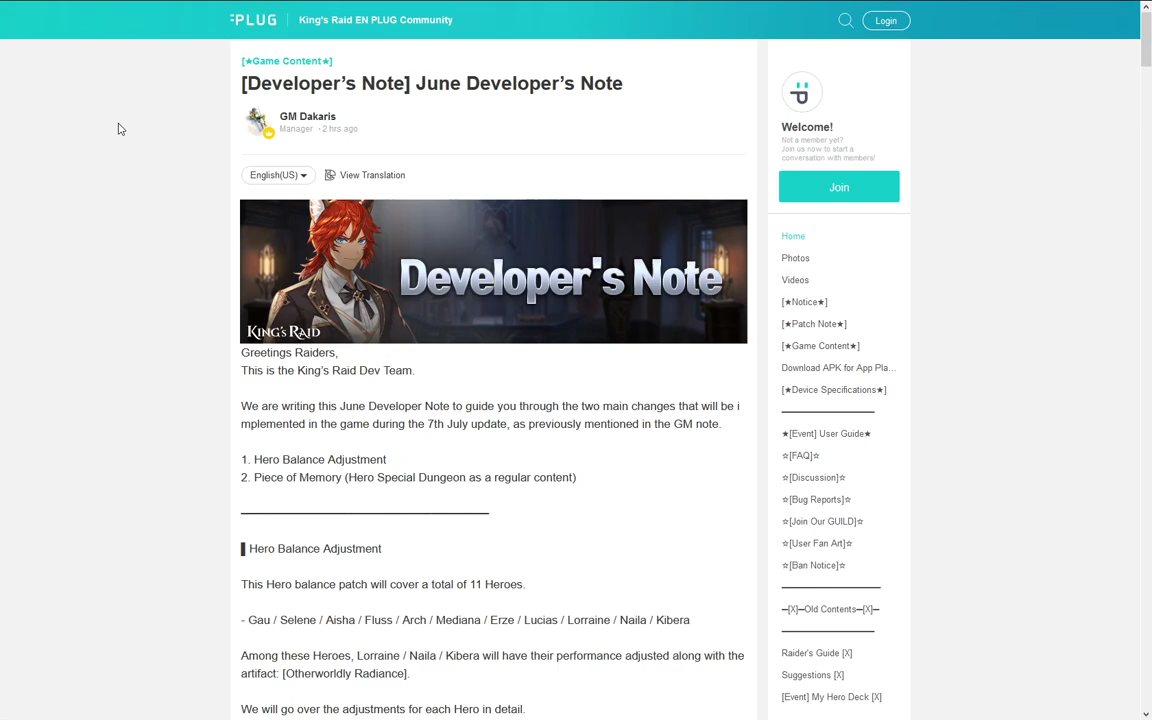 PLUG
King's Raid EN PLUG Community
Login
[★Game Content★]
[Developer’s Note] June Developer’s Note
GM Dakaris
Manager · 2 hrs ago
English(US)
View Translation
Developer's Note
KING'S RAID
Greetings Raiders,
This is the King’s Raid Dev Team.
We are writing this June Developer Note to guide you through the two main changes that will be i
mplemented in the game during the 7th July update, as previously mentioned in the GM note.
1. Hero Balance Adjustment
2. Piece of Memory (Hero Special Dungeon as a regular content)
▌Hero Balance Adjustment
This Hero balance patch will cover a total of 11 Heroes.
- Gau / Selene / Aisha / Fluss / Arch / Mediana / Erze / Lucias / Lorraine / Naila / Kibera
Among these Heroes, Lorraine / Naila / Kibera will have their performance adjusted along with the
artifact: [Otherworldly Radiance].
We will go over the adjustments for each Hero in detail.
Welcome!
Not a member yet?
Join us now to start a
conversation with members!
Join
Home
Photos
Videos
[★Notice★]
[★Patch Note★]
[★Game Content★]
Download APK for App Pla...
[★Device Specifications★]
★[Event] User Guide★
☆[FAQ]☆
☆[Discussion]☆
☆[Bug Reports]☆
☆[Join Our GUILD]☆
☆[User Fan Art]☆
☆[Ban Notice]☆
━[X]━Old Contents━[X]━
Raider's Guide [X]
Suggestions [X]
[Event] My Hero Deck [X]